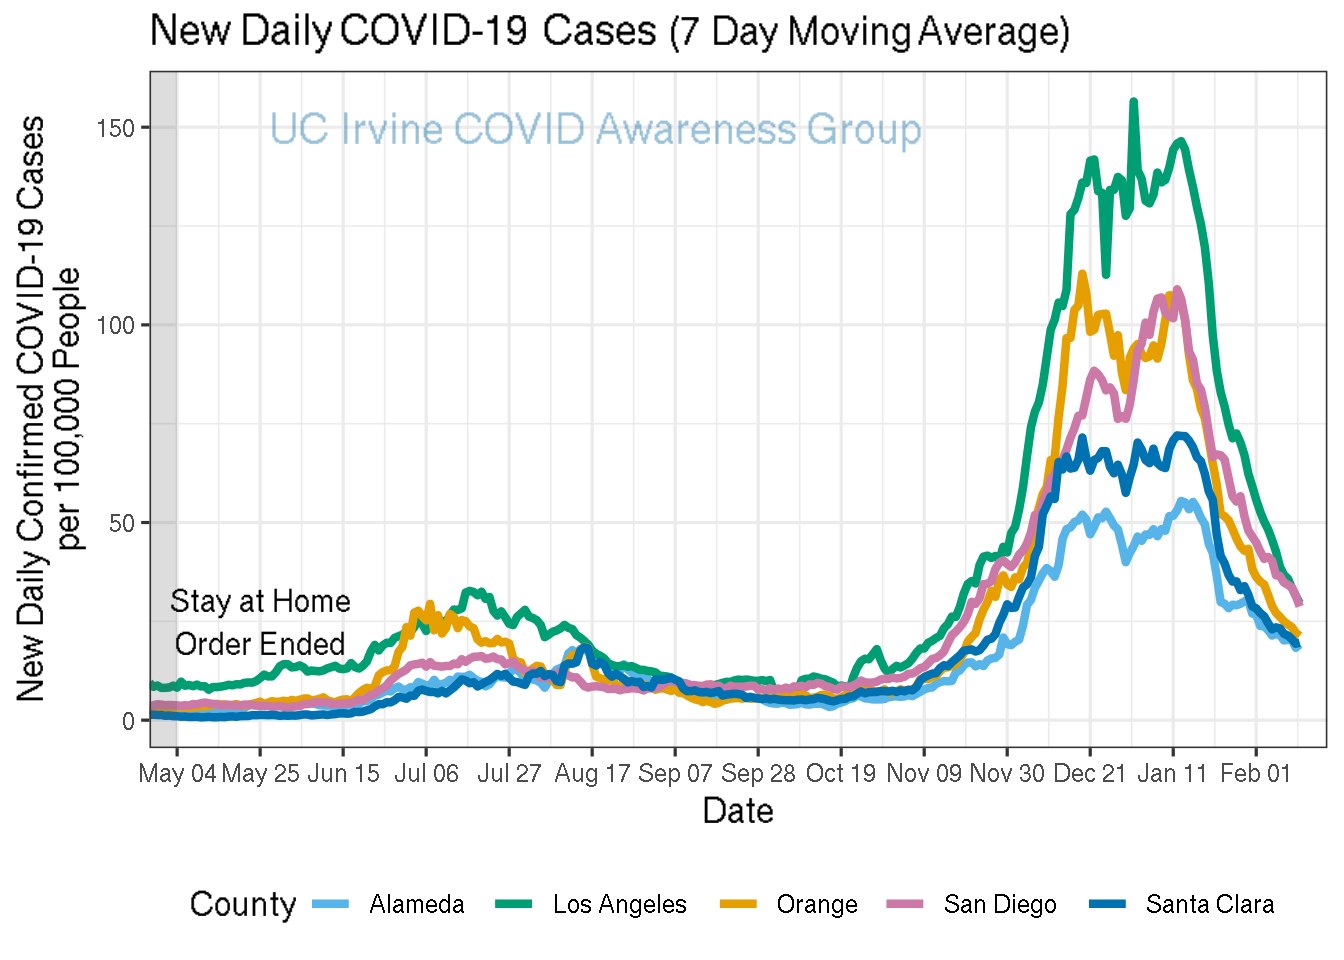 New Daily COVID-19 Cases (7 Day Moving Average)
UC Irvine COVID Awareness Group
New Daily Confirmed COVID-19 Cases
per 100,000 People
150
100
50
0
Stay at Home
Order Ended
May 04 May 25 Jun 15 Jul 06 Jul 27 Aug 17 Sep 07 Sep 28 Oct 19 Nov 09 Nov 30 Dec 21 Jan 11 Feb 01
Date
County Alameda Los Angeles Orange San Diego Santa Clara